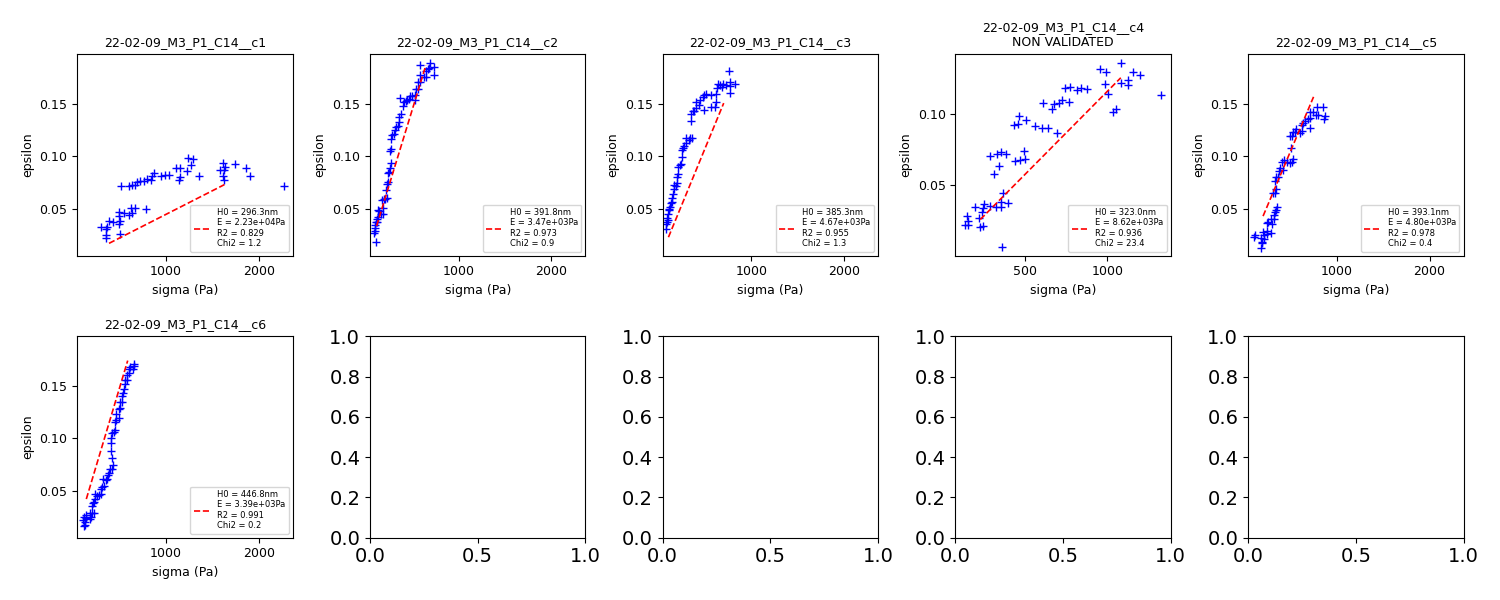 22-02-09_M3_P1_C14__c1
0.15
0.10
0.05
epsilon
1000 2000
sigma (Pa)
H0 = 296.3nm
E = 2.23e+04Pa
R2 = 0.829
Chi2 = 1.2
22-02-09_M3_P1_C14__c2
0.15
0.10
0.05
epsilon
1000 2000
sigma (Pa)
H0 = 391.8nm
E = 3.47e+03Pa
R2 = 0.973
Chi2 = 0.9
22-02-09_M3_P1_C14__c3
0.15
0.10
0.05
epsilon
1000 2000
sigma (Pa)
H0 = 385.3nm
E = 4.67e+03Pa
R2 = 0.955
Chi2 = 1.3
22-02-09_M3_P1_C14__c4
NON VALIDATED
0.10
0.05
epsilon
500 1000
sigma (Pa)
H0 = 323.0nm
E = 8.62e+03Pa
R2 = 0.936
Chi2 = 23.4
22-02-09_M3_P1_C14__c5
0.15
0.10
0.05
epsilon
1000 2000
sigma (Pa)
H0 = 393.1nm
E = 4.80e+03Pa
R2 = 0.978
Chi2 = 0.4
22-02-09_M3_P1_C14__c6
0.15
0.10
0.05
epsilon
1000 2000
sigma (Pa)
H0 = 446.8nm
E = 3.39e+03Pa
R2 = 0.991
Chi2 = 0.2
1.0
0.8
0.6
0.4
0.2
0.0
0.0 0.5 1.0
1.0
0.8
0.6
0.4
0.2
0.0
0.0 0.5 1.0
1.0
0.8
0.6
0.4
0.2
0.0
0.0 0.5 1.0
1.0
0.8
0.6
0.4
0.2
0.0
0.0 0.5 1.0